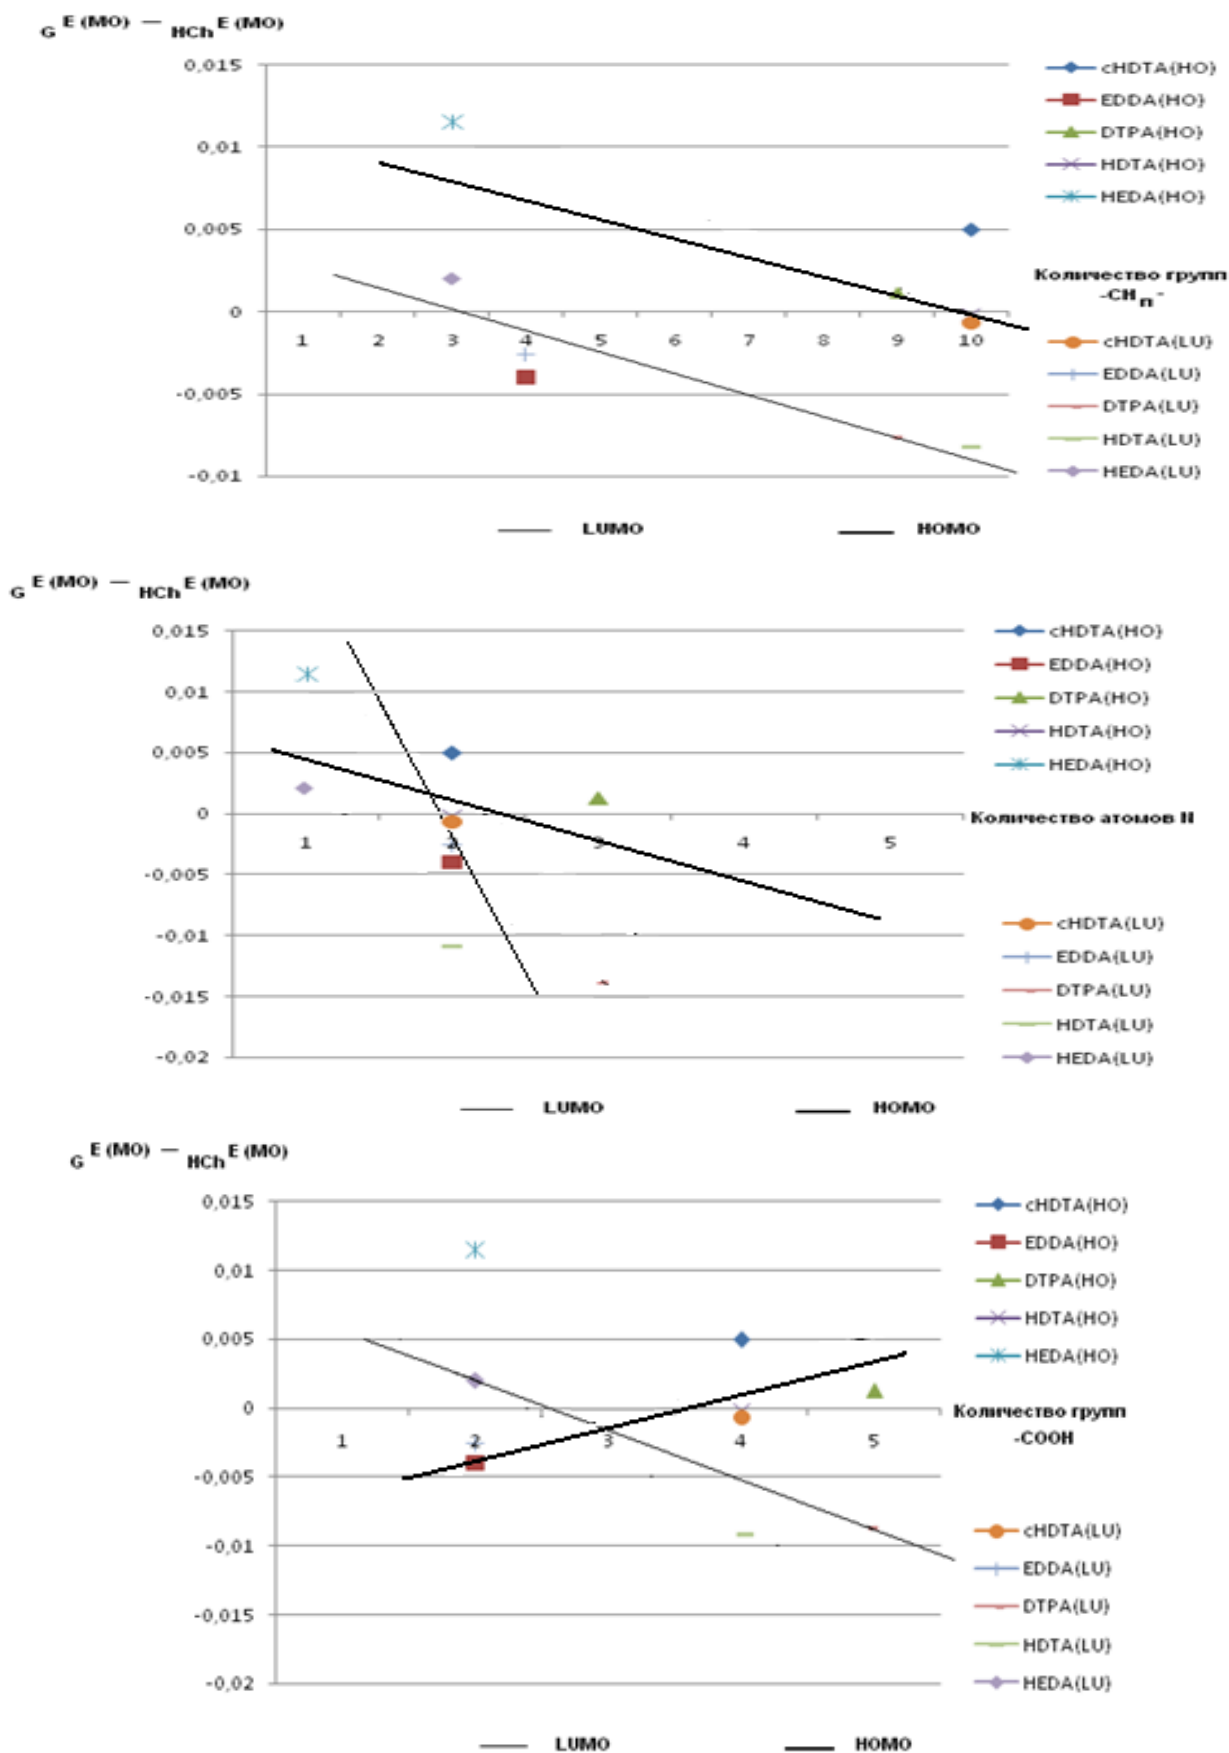 G E (MO) — HCh E (MO)
0,015
0,01
0,005
0
-0,005
-0,01
1 2 3 4 5 6 7 8 9 10
cHDTA(HO)
EDDA(HO)
DTPA(HO)
HDTA(HO)
HEDA(HO)
Количество групп
-CH n -
cHDTA(LU)
EDDA(LU)
DTPA(LU)
HDTA(LU)
HEDA(LU)
LUMO HOMO
G E (MO) — HCh E (MO)
0,015
0,01
0,005
0
-0,005
-0,01
-0,015
-0,02
1 2 3 4 5
cHDTA(HO)
EDDA(HO)
DTPA(HO)
HDTA(HO)
HEDA(HO)
Количество атомов N
cHDTA(LU)
EDDA(LU)
DTPA(LU)
HDTA(LU)
HEDA(LU)
LUMO HOMO
G E (MO) — HCh E (MO)
0,015
0,01
0,005
0
-0,005
-0,01
-0,015
-0,02
1 2 3 4 5
cHDTA(HO)
EDDA(HO)
DTPA(HO)
HDTA(HO)
HEDA(HO)
Количество групп
-COOH
cHDTA(LU)
EDDA(LU)
DTPA(LU)
HDTA(LU)
HEDA(LU)
LUMO HOMO